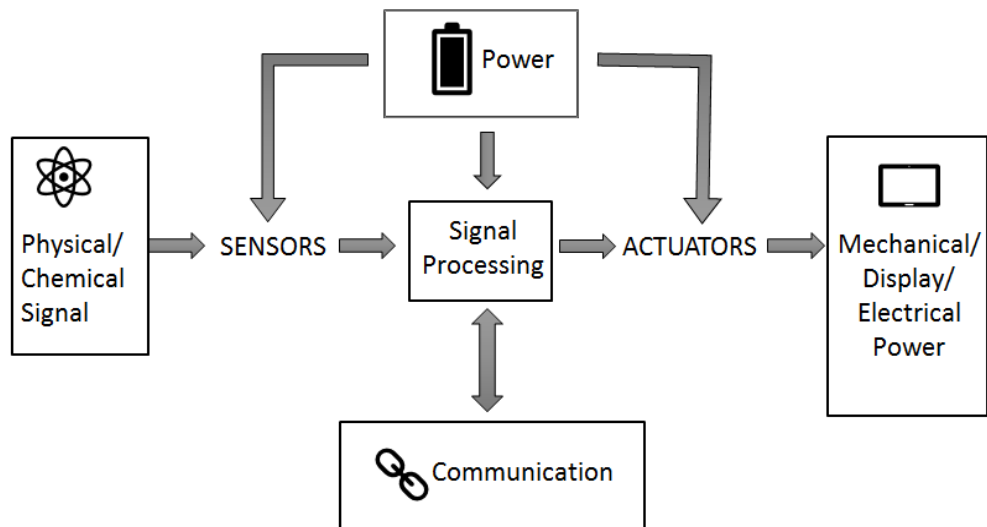 Power
Physical/
Chemical
Signal
SENSORS
Signal
Processing
ACTUATORS
Mechanical/
Display/
Electrical
Power
Communication